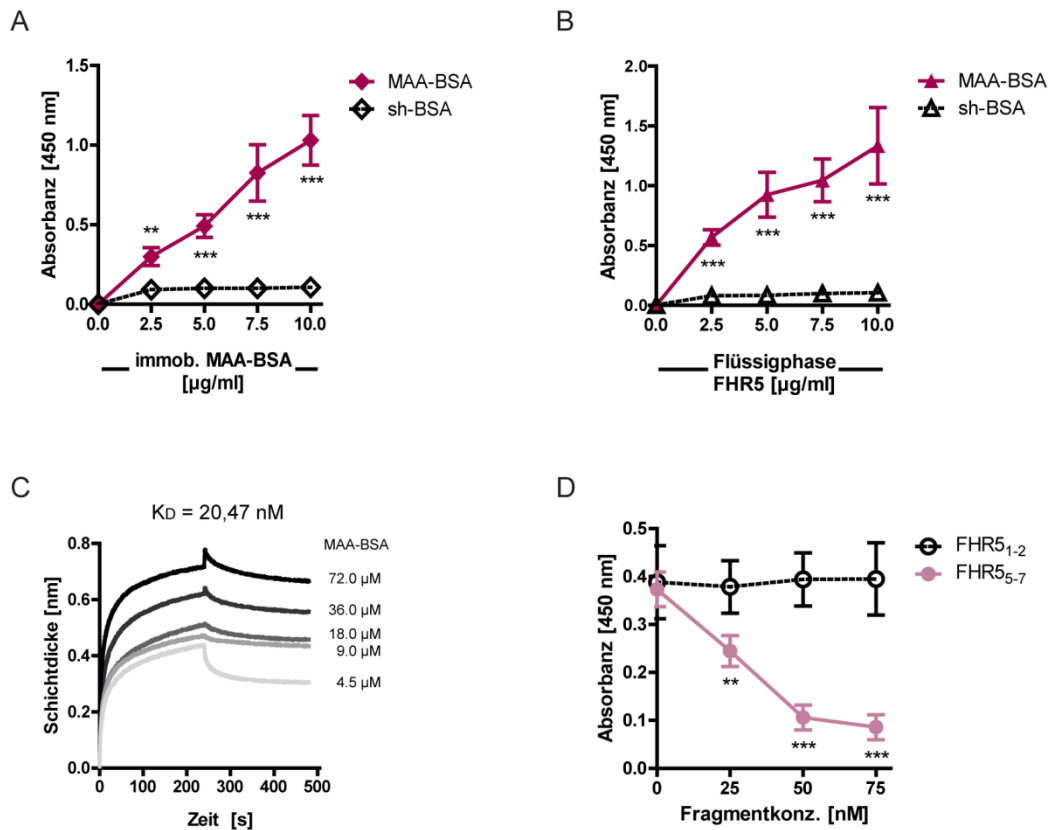 A
Absorbanz [450 nm]
1.5
1.0
0.5
0.0
0.0 2.5 5.0 7.5 10.0
**
***
***
***
immob. MAA-BSA
[µg/ml]
MAA-BSA
sh-BSA
B
Absorbanz [450 nm]
2.0
1.5
1.0
0.5
0.0
0.0 2.5 5.0 7.5 10.0
***
***
***
***
Flüssigphase
FHR5 [µg/ml]
MAA-BSA
sh-BSA
C
KD = 20,47 nM
Schichtdicke [nm]
0.8
0.6
0.4
0.2
0.0
0 100 200 300 400 500
Zeit [s]
MAA-BSA
72.0 µM
36.0 µM
18.0 µM
9.0 µM
4.5 µM
D
Absorbanz [450 nm]
0.5
0.4
0.3
0.2
0.1
0.0
0 25 50 75
**
***
***
Fragmentkonz. [nM]
FHR51-2
FHR55-7